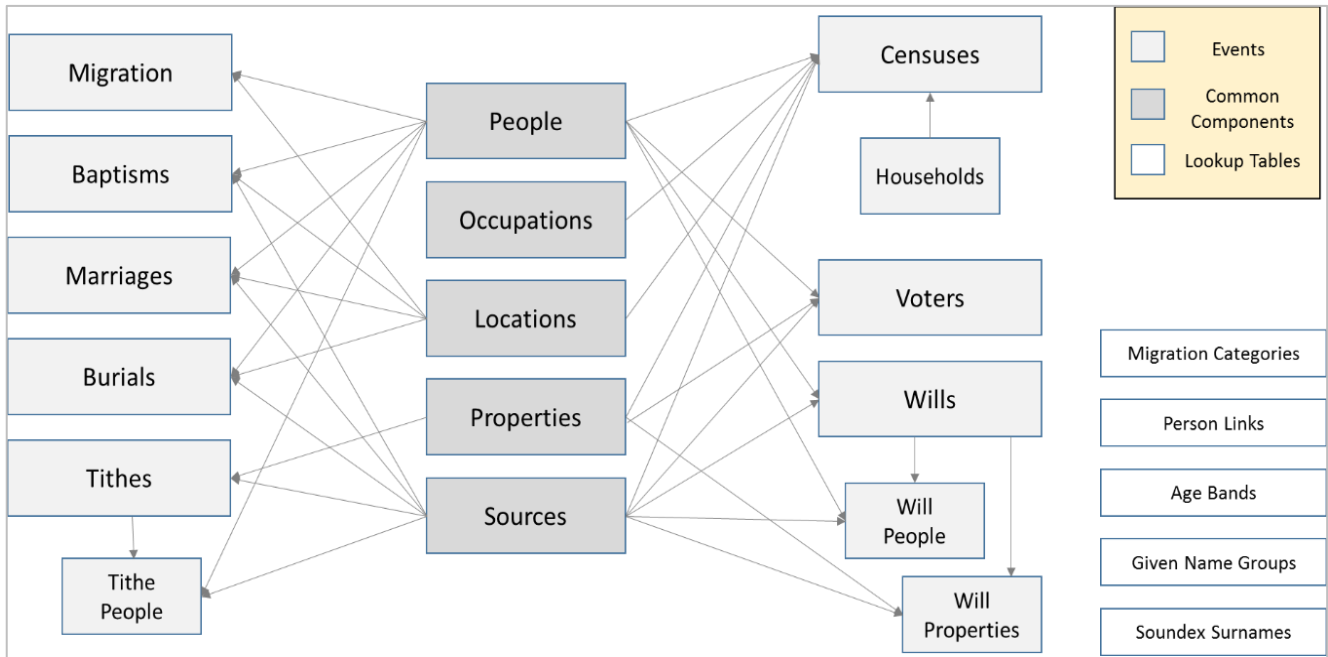 Migration
Baptisms
Marriages
Burials
Tithes
Tithe
People
People
Occupations
Locations
Properties
Sources
Censuses
Households
Voters
Wills
Will
People
Will
Properties
Events
Common
Components
Lookup Tables
Migration Categories
Person Links
Age Bands
Given Name Groups
Soundex Surnames